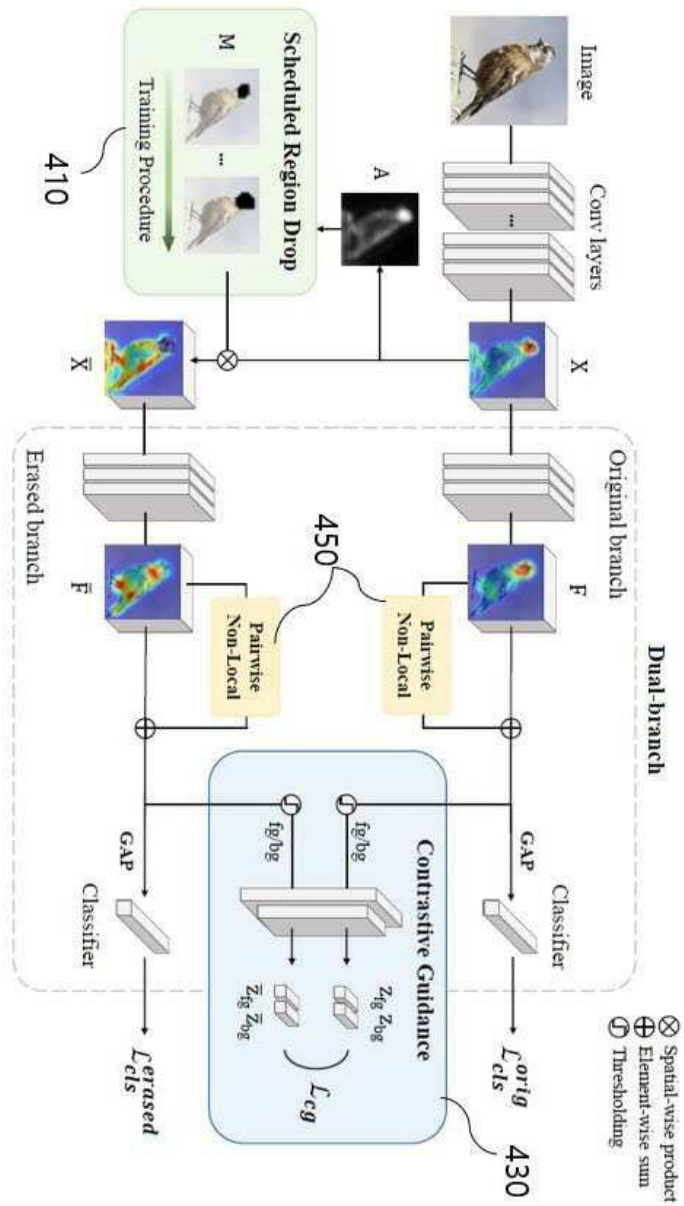 Dual-branch
⊗ Spatial-wise product
⊕ Element-wise sum
Thresholding
Image
Conv layers
...
X
Original branch
F
Pairwise
Non-Local
GAP
Classifier
ℒ_cls^orig
A
Scheduled Region Drop
M
...
Training Procedure
410
450
Contrastive Guidance
fg/bg
fg/bg
Z_fg Z_bg
Z̅_fg Z̅_bg
ℒ_cg
430
Pairwise
Non-Local
X̅
Erased branch
F̅
GAP
Classifier
ℒ_cls^erased